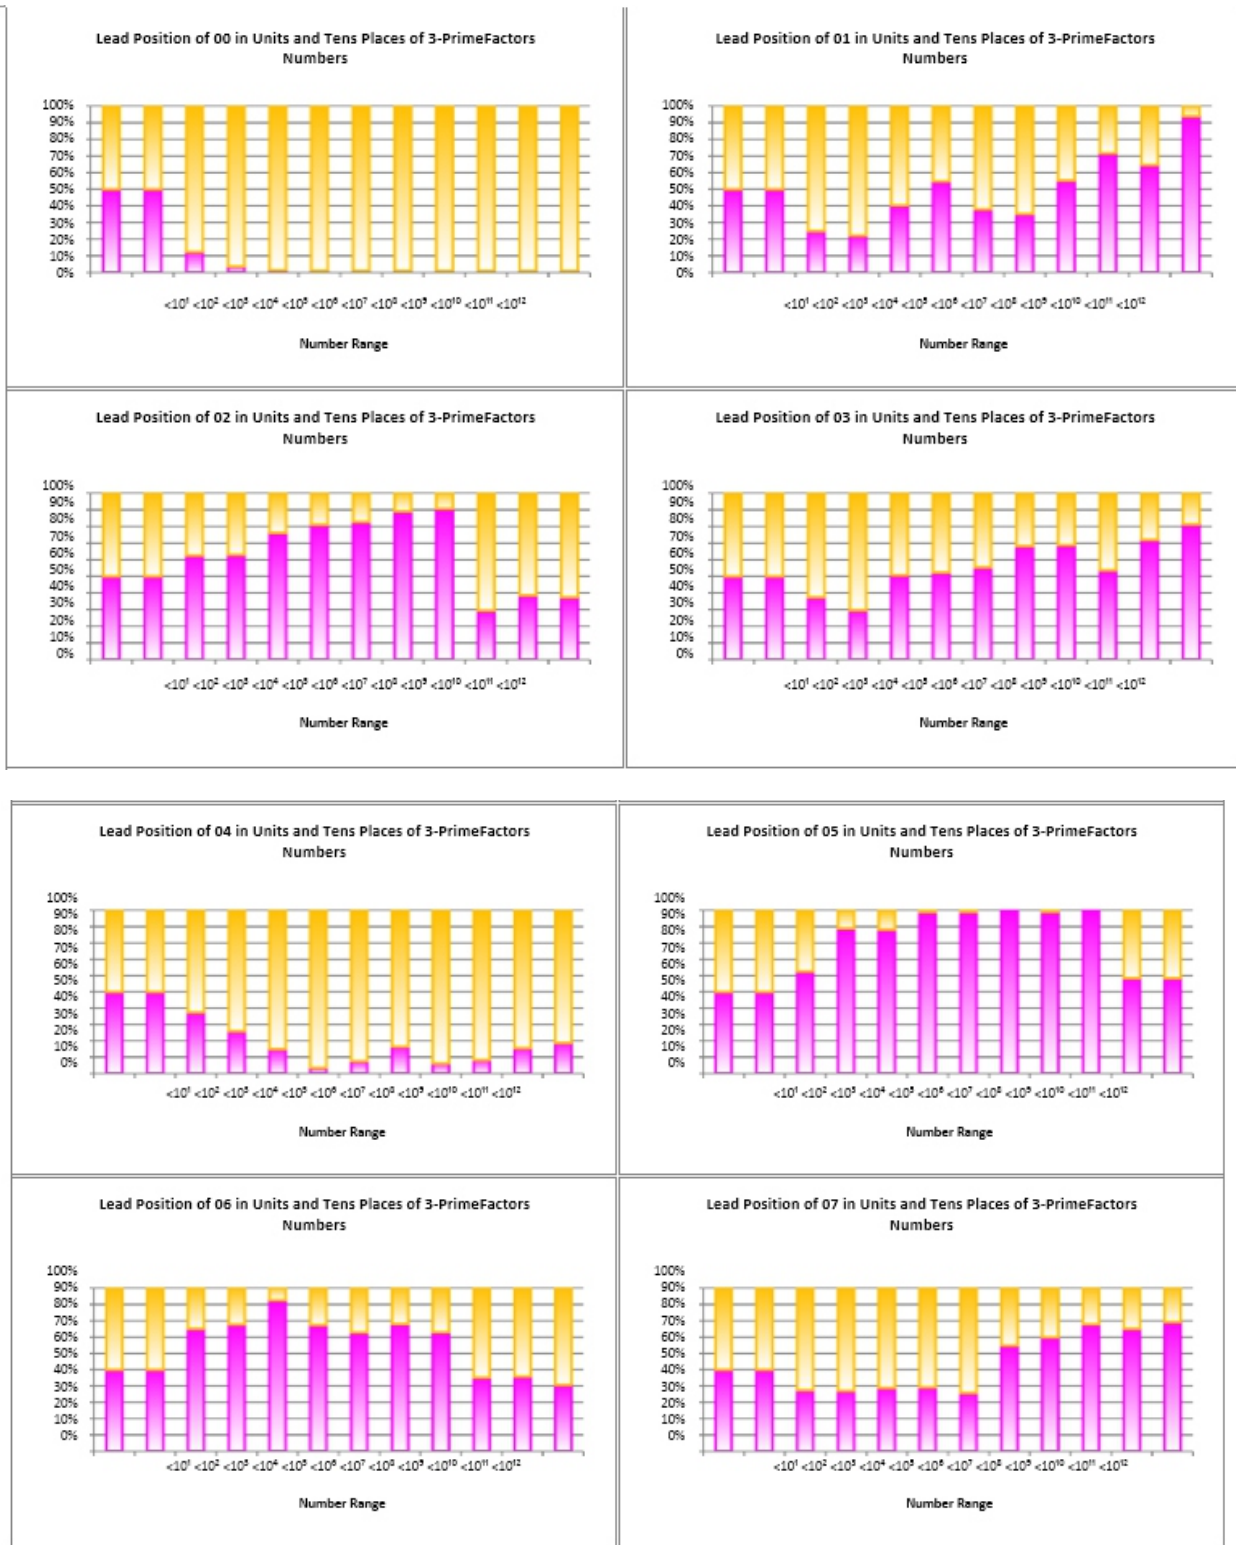 Lead Position of 00 in Units and Tens Places of 3-PrimeFactors
Numbers
100%
90%
80%
70%
60%
50%
40%
30%
20%
10%
0%
<10¹ <10² <10³ <10⁴ <10⁵ <10⁶ <10⁷ <10⁸ <10⁹ <10¹⁰ <10¹¹ <10¹²
Number Range
Lead Position of 01 in Units and Tens Places of 3-PrimeFactors
Numbers
100%
90%
80%
70%
60%
50%
40%
30%
20%
10%
0%
<10¹ <10² <10³ <10⁴ <10⁵ <10⁶ <10⁷ <10⁸ <10⁹ <10¹⁰ <10¹¹ <10¹²
Number Range
Lead Position of 02 in Units and Tens Places of 3-PrimeFactors
Numbers
100%
90%
80%
70%
60%
50%
40%
30%
20%
10%
0%
<10¹ <10² <10³ <10⁴ <10⁵ <10⁶ <10⁷ <10⁸ <10⁹ <10¹⁰ <10¹¹ <10¹²
Number Range
Lead Position of 03 in Units and Tens Places of 3-PrimeFactors
Numbers
100%
90%
80%
70%
60%
50%
40%
30%
20%
10%
0%
<10¹ <10² <10³ <10⁴ <10⁵ <10⁶ <10⁷ <10⁸ <10⁹ <10¹⁰ <10¹¹ <10¹²
Number Range
Lead Position of 04 in Units and Tens Places of 3-PrimeFactors
Numbers
100%
90%
80%
70%
60%
50%
40%
30%
20%
10%
0%
<10¹ <10² <10³ <10⁴ <10⁵ <10⁶ <10⁷ <10⁸ <10⁹ <10¹⁰ <10¹¹ <10¹²
Number Range
Lead Position of 05 in Units and Tens Places of 3-PrimeFactors
Numbers
100%
90%
80%
70%
60%
50%
40%
30%
20%
10%
0%
<10¹ <10² <10³ <10⁴ <10⁵ <10⁶ <10⁷ <10⁸ <10⁹ <10¹⁰ <10¹¹ <10¹²
Number Range
Lead Position of 06 in Units and Tens Places of 3-PrimeFactors
Numbers
100%
90%
80%
70%
60%
50%
40%
30%
20%
10%
0%
<10¹ <10² <10³ <10⁴ <10⁵ <10⁶ <10⁷ <10⁸ <10⁹ <10¹⁰ <10¹¹ <10¹²
Number Range
Lead Position of 07 in Units and Tens Places of 3-PrimeFactors
Numbers
100%
90%
80%
70%
60%
50%
40%
30%
20%
10%
0%
<10¹ <10² <10³ <10⁴ <10⁵ <10⁶ <10⁷ <10⁸ <10⁹ <10¹⁰ <10¹¹ <10¹²
Number Range